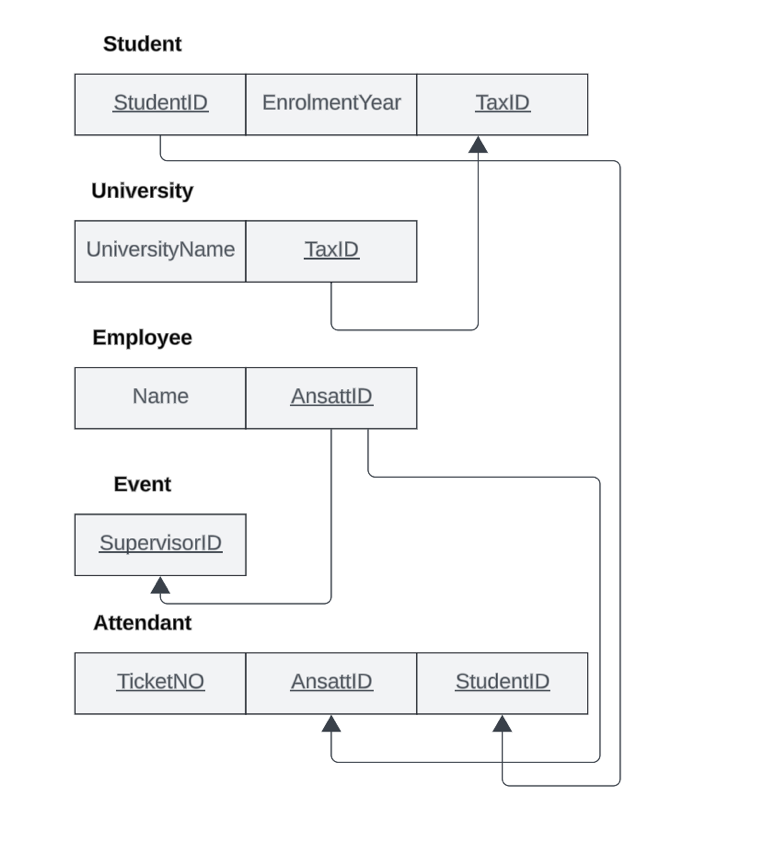 Student
StudentID EnrolmentYear TaxID
University
UniversityName TaxID
Employee
Name AnsattID
Event
SupervisorID
Attendant
TicketNO AnsattID StudentID